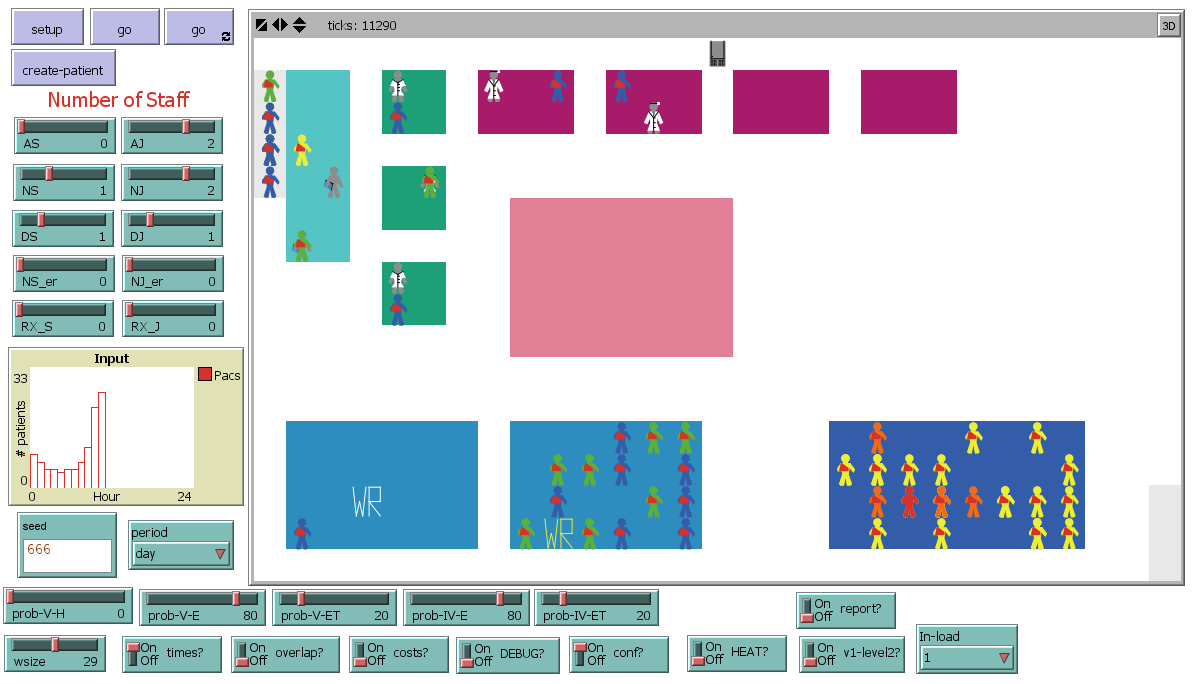 setup go go
create-patient
Number of Staff
AS 0 AJ 2
NS 1 NJ 2
DS 1 DJ 1
NS_er 0 NJ_er 0
RX_S 0 RX_J 0
Input
33
# patients
0
0 Hour 24
Pacs
seed
666
period
day
ticks: 11290
3D
WR
WR
prob-V-H 0 prob-V-E 80 prob-V-ET 20 prob-IV-E 80 prob-IV-ET 20
On
Off report?
wsize 29
On
Off times?
On
Off overlap?
On
Off costs?
On
Off DEBUG?
On
Off conf?
On
Off HEAT?
On
Off v1-level2?
In-load
1